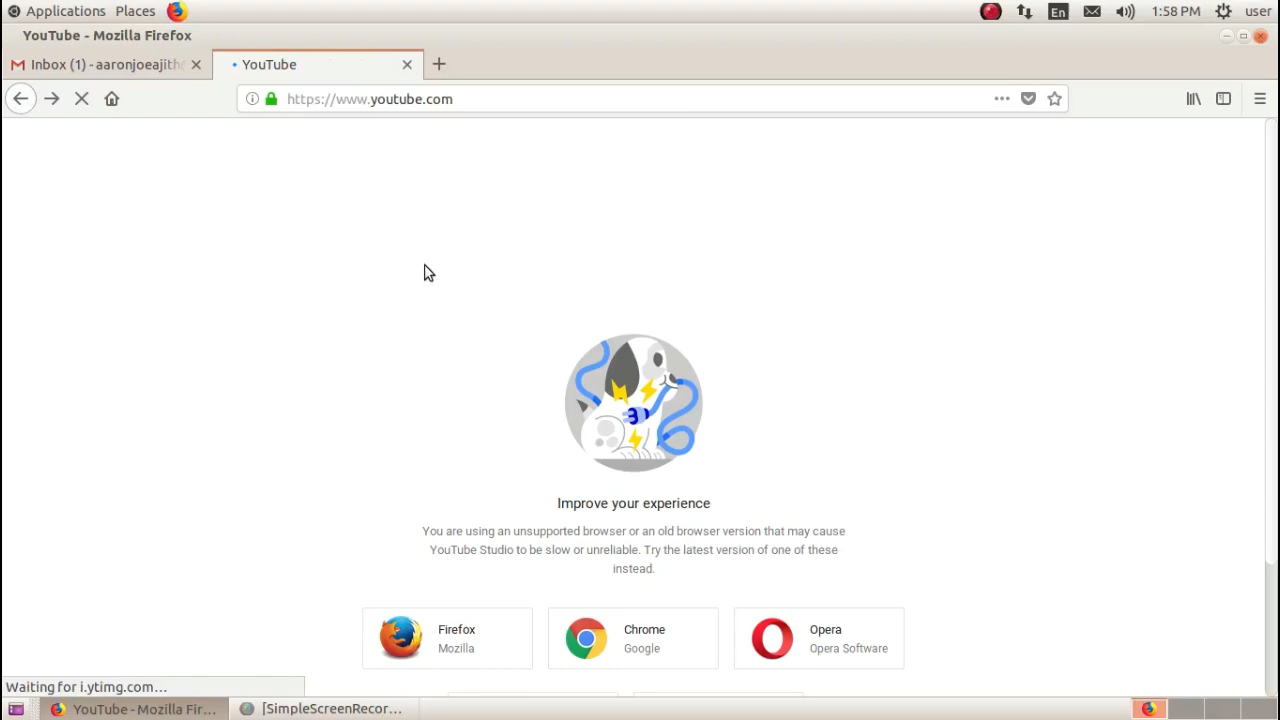 Applications Places En 1:58 PM user
YouTube - Mozilla Firefox
Inbox (1) - aaronjoeajith YouTube
https://www.youtube.com
Improve your experience
You are using an unsupported browser or an old browser version that may cause
YouTube Studio to be slow or unreliable. Try the latest version of one of these
instead.
Firefox
Mozilla
Chrome
Google
Opera
Opera Software
Waiting for i.ytimg.com…
YouTube - Mozilla Fir... [SimpleScreenRecor...